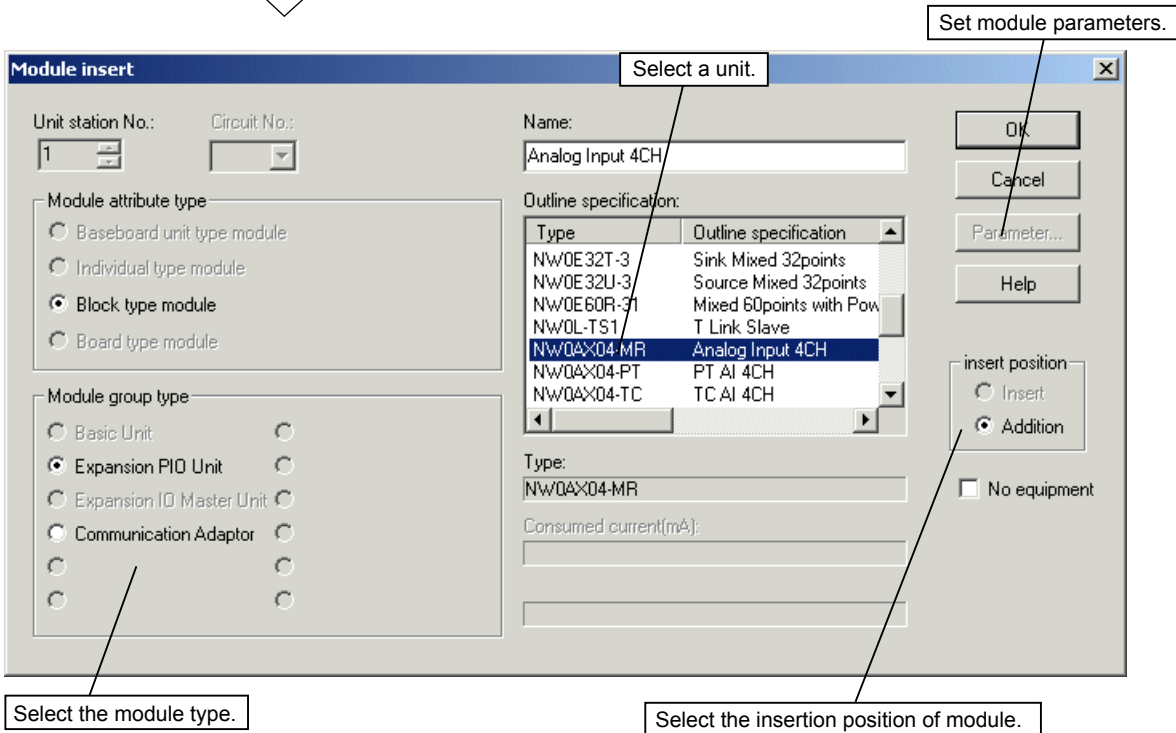 Set module parameters.
Module insert
Select a unit.
Unit station No.:
Circuit No.:
1
Name:
Analog Input 4CH
OK
Cancel
Parameter...
Help
Module attribute type
Baseboard unit type module
Individual type module
Block type module
Board type module
Outline specification:
Type Outline specification
NW0E32T-3 Sink Mixed 32points
NW0E32U-3 Source Mixed 32points
NW0E60R-31 Mixed 60points with Pow
NW0L-TS1 T Link Slave
NW0AX04-MR Analog Input 4CH
NW0AX04-PT PT AI 4CH
NW0AX04-TC TC AI 4CH
insert position
Insert
Addition
Module group type
Basic Unit
Expansion PIO Unit
Expansion IO Master Unit
Communication Adaptor
Type:
NW0AX04-MR
Consumed current(mA):
No equipment
Select the module type.
Select the insertion position of module.